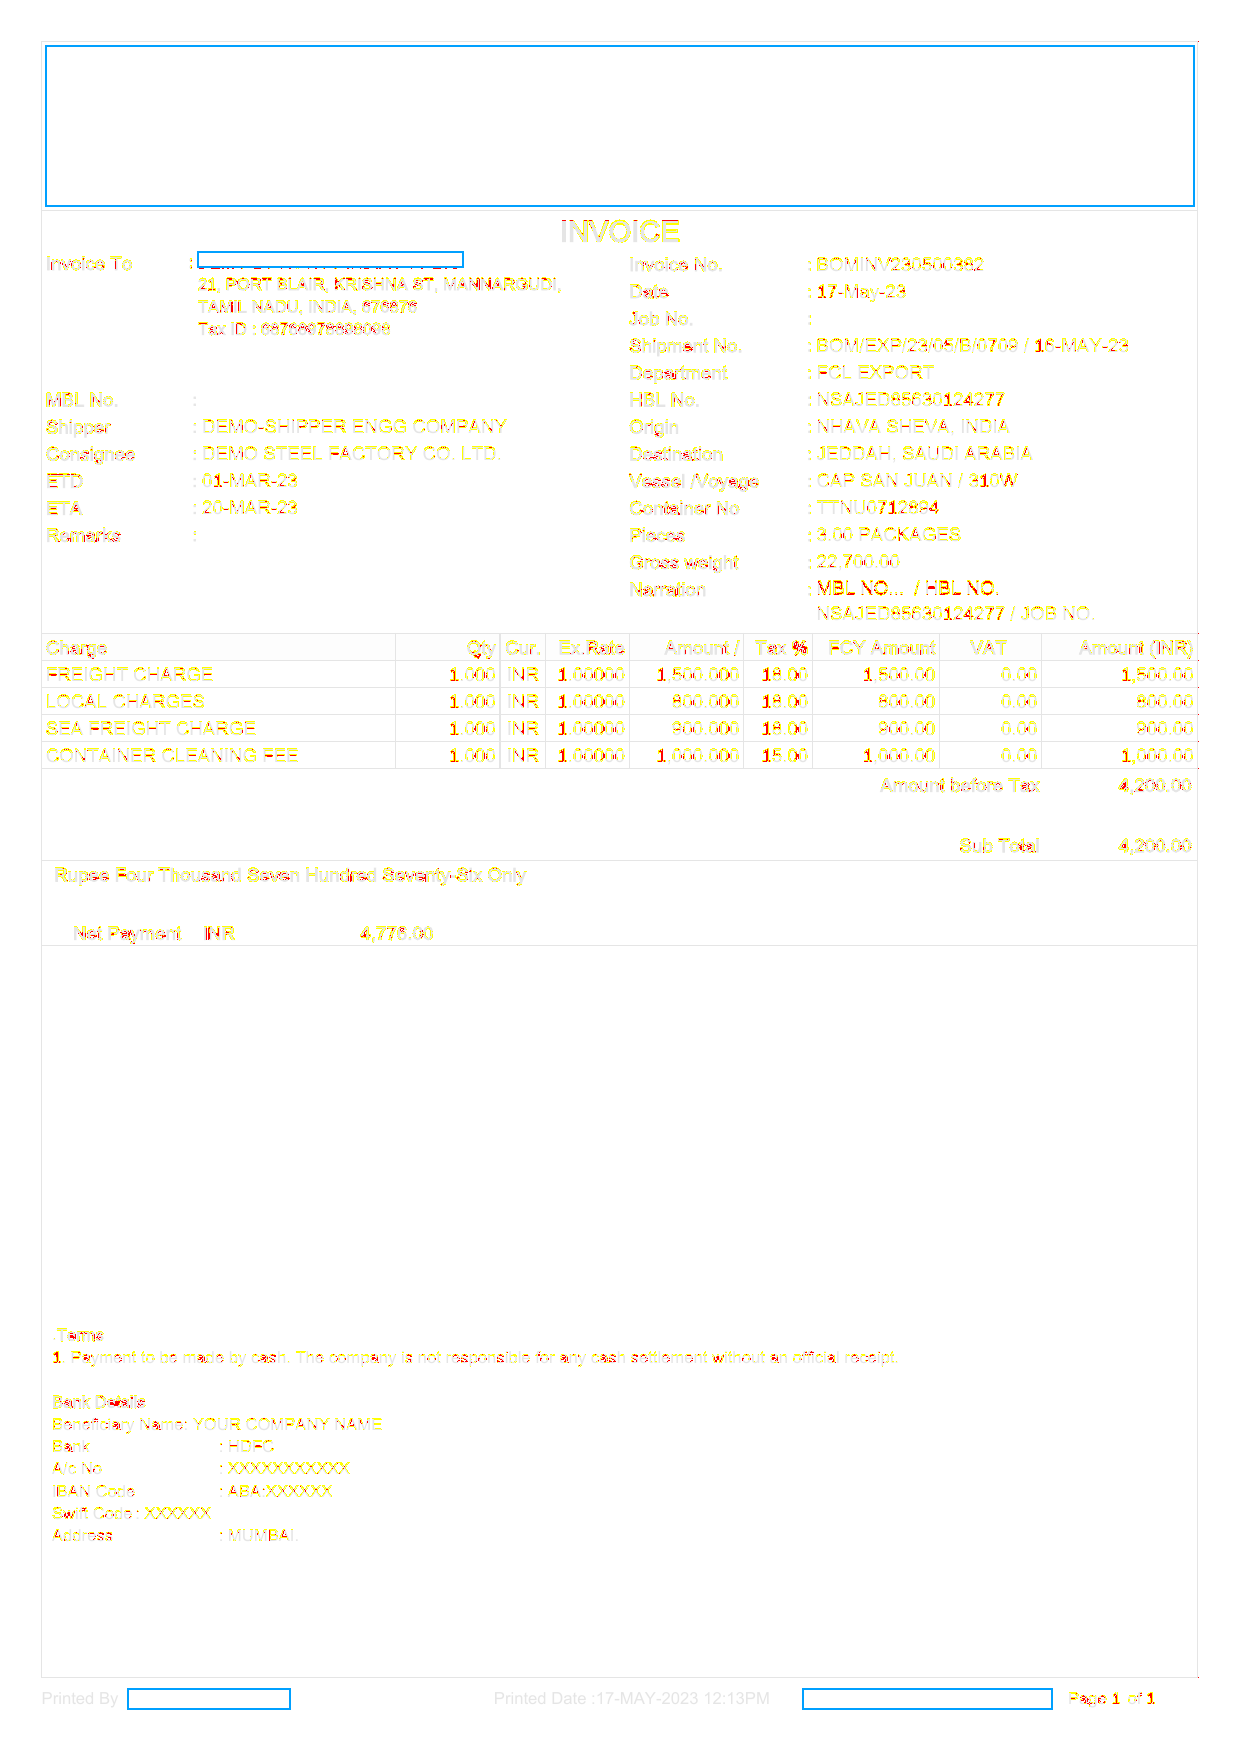 INVOICE
Invoice To :
21, PORT BLAIR, KRISHNA ST, MANNARGUDI,
TAMIL NADU, INDIA, 676676
Tax ID :
Invoice No. : BOMINV230500392
Date : 17-May-23
Job No. :
Shipment No. : BOM/EXP/23/05/B/0709 / 15-MAY-23
Department : FCL EXPORT
MBL No. :
HBL No. : NSAJED65630124277
Shipper : DEMO-SHIPPER ENGG COMPANY
Origin : NHAVA SHEVA, INDIA
Consignee : DEMO STEEL FACTORY CO. LTD.
Destination : JEDDAH, SAUDI ARABIA
ETD : 01-MAR-23
Vessel /Voyage : CAP SAN JUAN / 310W
ETA : 20-MAR-23
Container No : TTNU0712894
Remarks :
Pieces : 3.00 PACKAGES
Gross weight : 22,700.00
Narration : MBL NO... / HBL NO.
NSAJED65630124277 / JOB NO.
Charge Qty Cur. Ex.Rate Amount / Tax % FCY Amount VAT Amount (INR)
FREIGHT CHARGE 1.000 INR 1.00000 1,500.000 18.00 1,500.00 0.00 1,500.00
LOCAL CHARGES 1.000 INR 1.00000 800.000 18.00 800.00 0.00 800.00
SEA FREIGHT CHARGE 1.000 INR 1.00000 900.000 18.00 900.00 0.00 900.00
CONTAINER CLEANING FEE 1.000 INR 1.00000 1,000.000 15.00 1,000.00 0.00 1,000.00
Amount before Tax 4,200.00
Sub Total 4,200.00
Rupee Four Thousand Seven Hundred Seventy-Six Only
Net Payment INR 4,776.00
.Terms
1. Payment to be made by cash. The company is not responsible for any cash settlement without an official receipt.
Bank Details
Beneficiary Name: YOUR COMPANY NAME
Bank : HDFC
A/c No : XXXXXXXXXXXX
IBAN Code : ABA:XXXXXXX
Swift Code : XXXXXXX
Address : MUMBAI.
Printed By
Printed Date :17-MAY-2023 12:13PM
Page 1 of 1